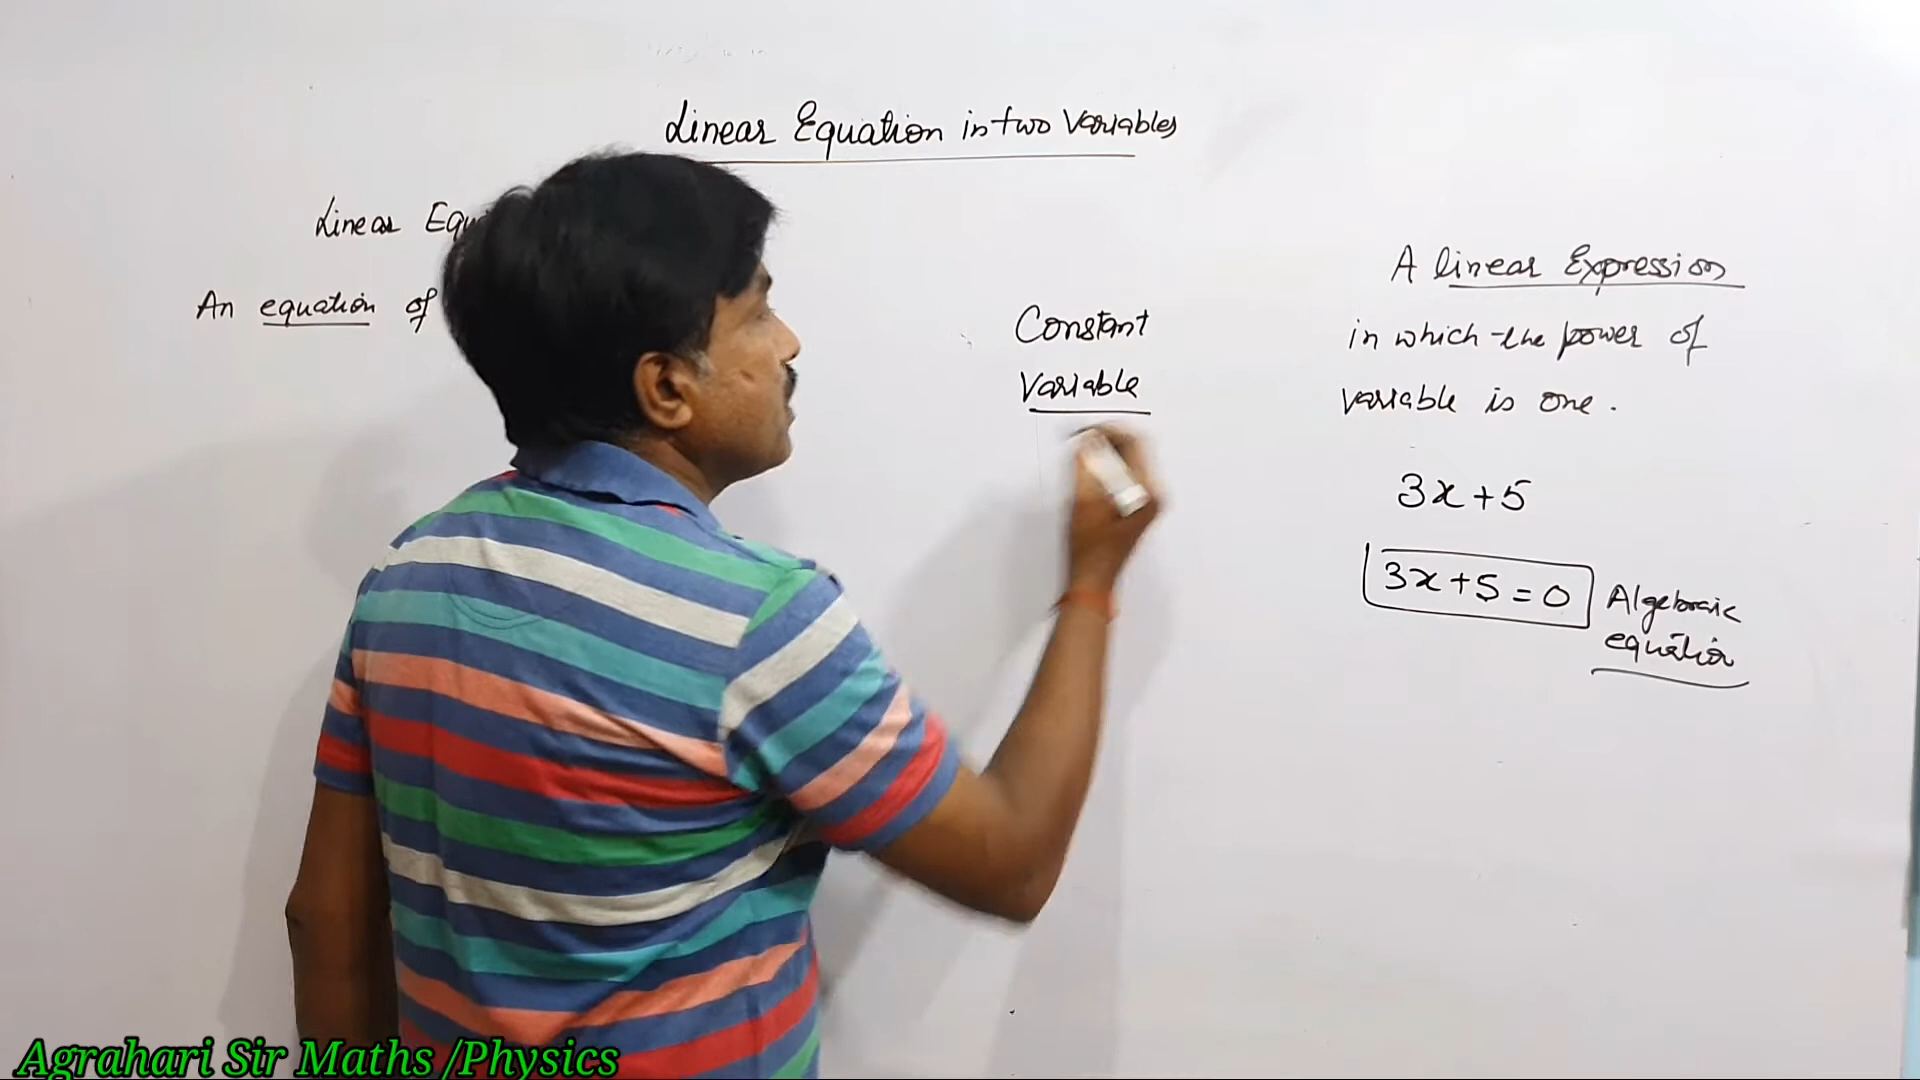 Linear Equation in two Variables
Linear Equ
An equation of
Constant
Variable
A linear Expression
in which the power of
variable is one.
3x+5
3x+5=0
Algebraic
equation
Agrahari Sir Maths /Physics